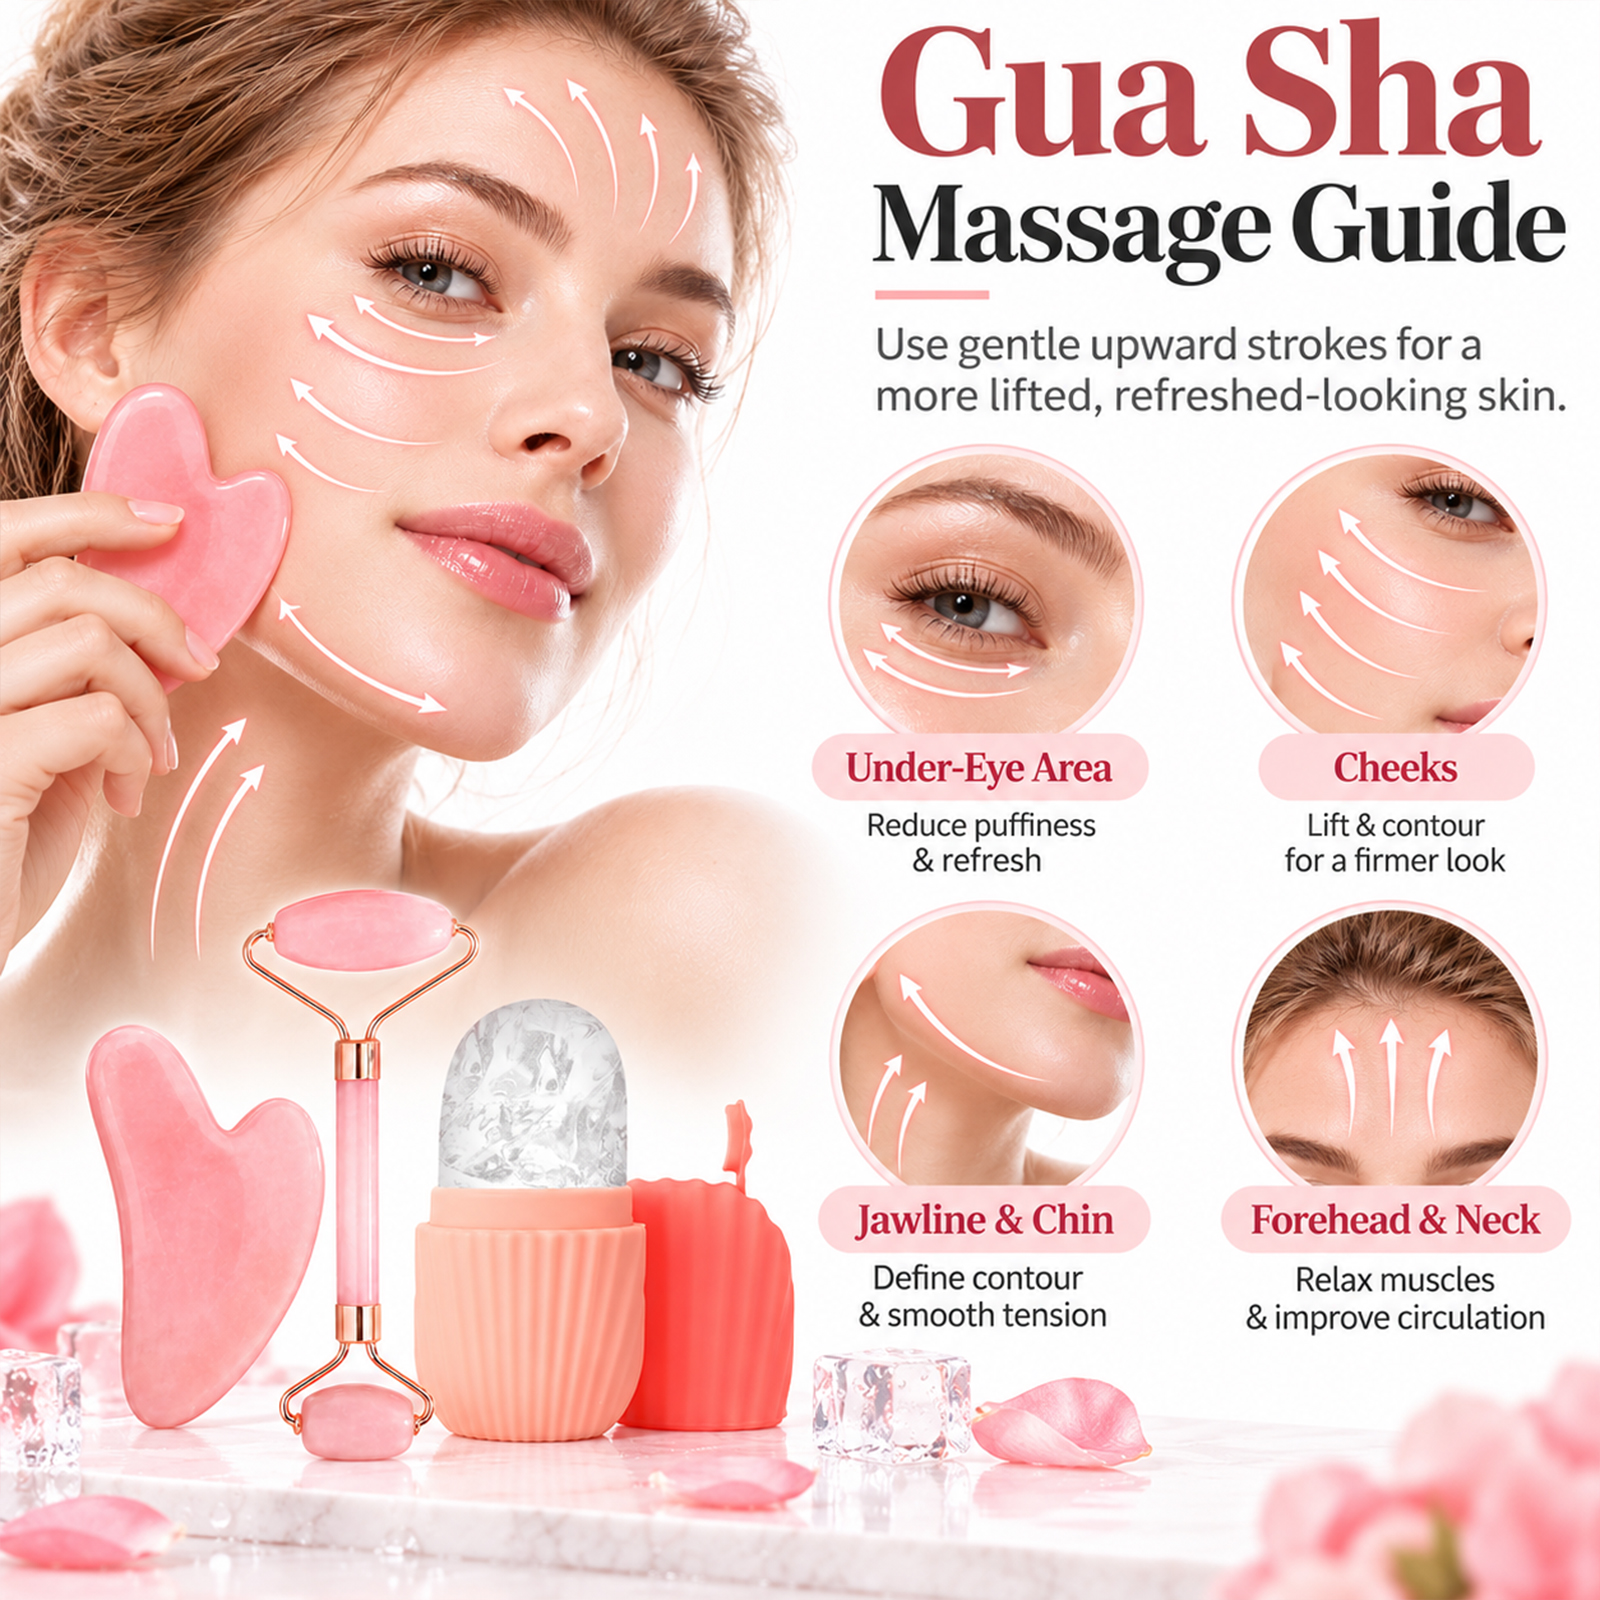 Gua Sha
Massage Guide
Use gentle upward strokes for a
more lifted, refreshed-looking skin.
Under-Eye Area
Reduce puffiness
& refresh
Cheeks
Lift & contour
for a firmer look
Jawline & Chin
Define contour
& smooth tension
Forehead & Neck
Relax muscles
& improve circulation